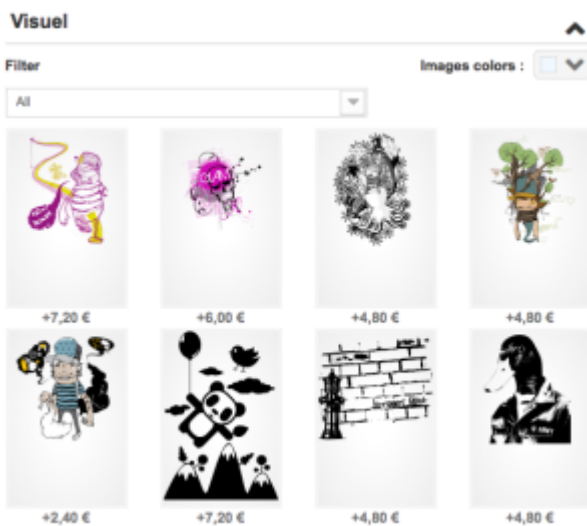 Visuel
Filter
Images colors :
All
+7,20 €
+6,00 €
+4,80 €
+4,80 €
+2,40 €
+7,20 €
+4,80 €
+4,80 €